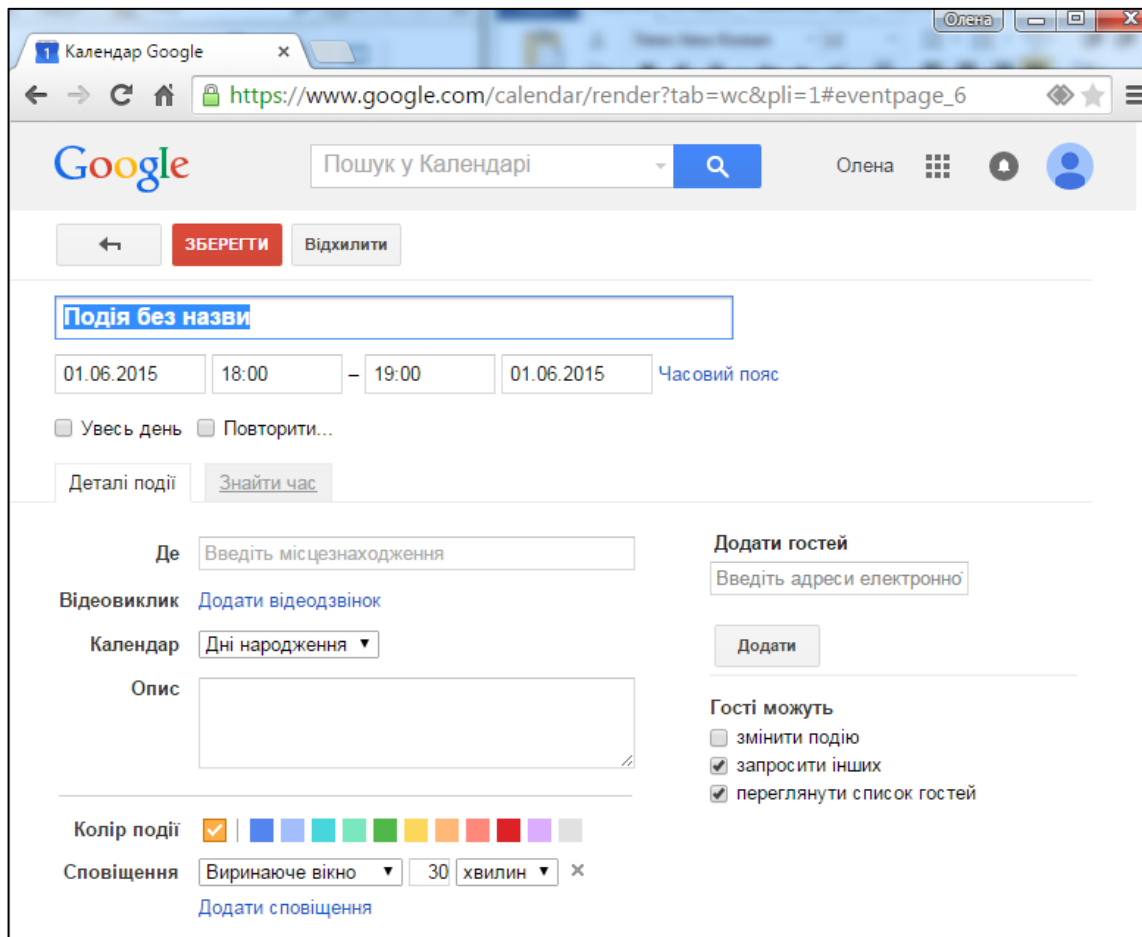 Олена
Календар Google
https://www.google.com/calendar/render?tab=wc&pli=1#eventpage_6
Google Пошук у Календарі Олена
ЗБЕРЕГТИ Відхилити
Подія без назви
01.06.2015 18:00 – 19:00 01.06.2015 Часовий пояс
Увесь день Повторити...
Деталі події Знайти час
Де Введіть місцезнаходження
Відеовиклик Додати відеодзвінок
Календар Дні народження
Опис
Колір події
Сповіщення Виринаюче вікно 30 хвилин
Додати сповіщення
Додати гостей
Введіть адреси електронної
Додати
Гості можуть
змінити подію
запросити інших
переглянути список гостей